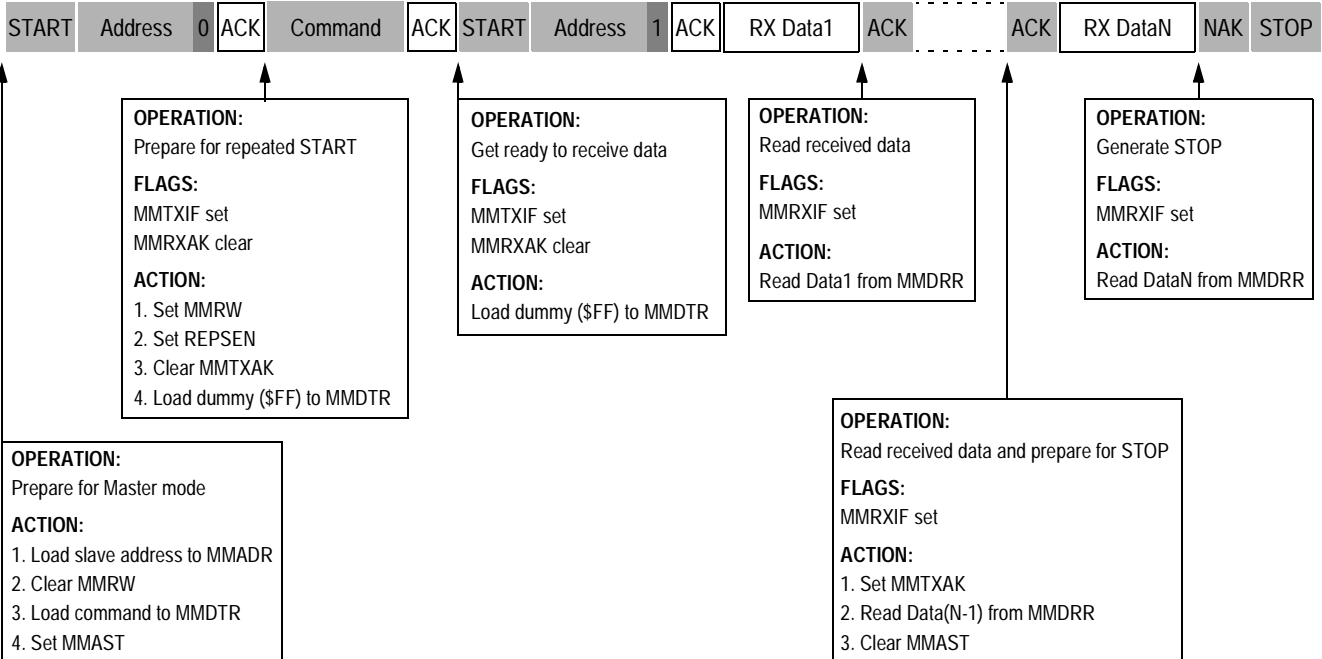 START Address 0 ACK Command ACK START Address 1 ACK RX Data1 ACK ACK RX DataN NAK STOP
OPERATION:
Prepare for repeated START
FLAGS:
MMTXIF set
MMRXAK clear
ACTION:
1. Set MMRW
2. Set REPSEN
3. Clear MMTXAK
4. Load dummy ($FF) to MMDTR
OPERATION:
Get ready to receive data
FLAGS:
MMTXIF set
MMRXAK clear
ACTION:
Load dummy ($FF) to MMDTR
OPERATION:
Read received data
FLAGS:
MMRXIF set
ACTION:
Read Data1 from MMDRR
OPERATION:
Generate STOP
FLAGS:
MMRXIF set
ACTION:
Read DataN from MMDRR
OPERATION:
Prepare for Master mode
ACTION:
1. Load slave address to MMADR
2. Clear MMRW
3. Load command to MMDTR
4. Set MMAST
OPERATION:
Read received data and prepare for STOP
FLAGS:
MMRXIF set
ACTION:
1. Set MMTXAK
2. Read Data(N-1) from MMDRR
3. Clear MMAST